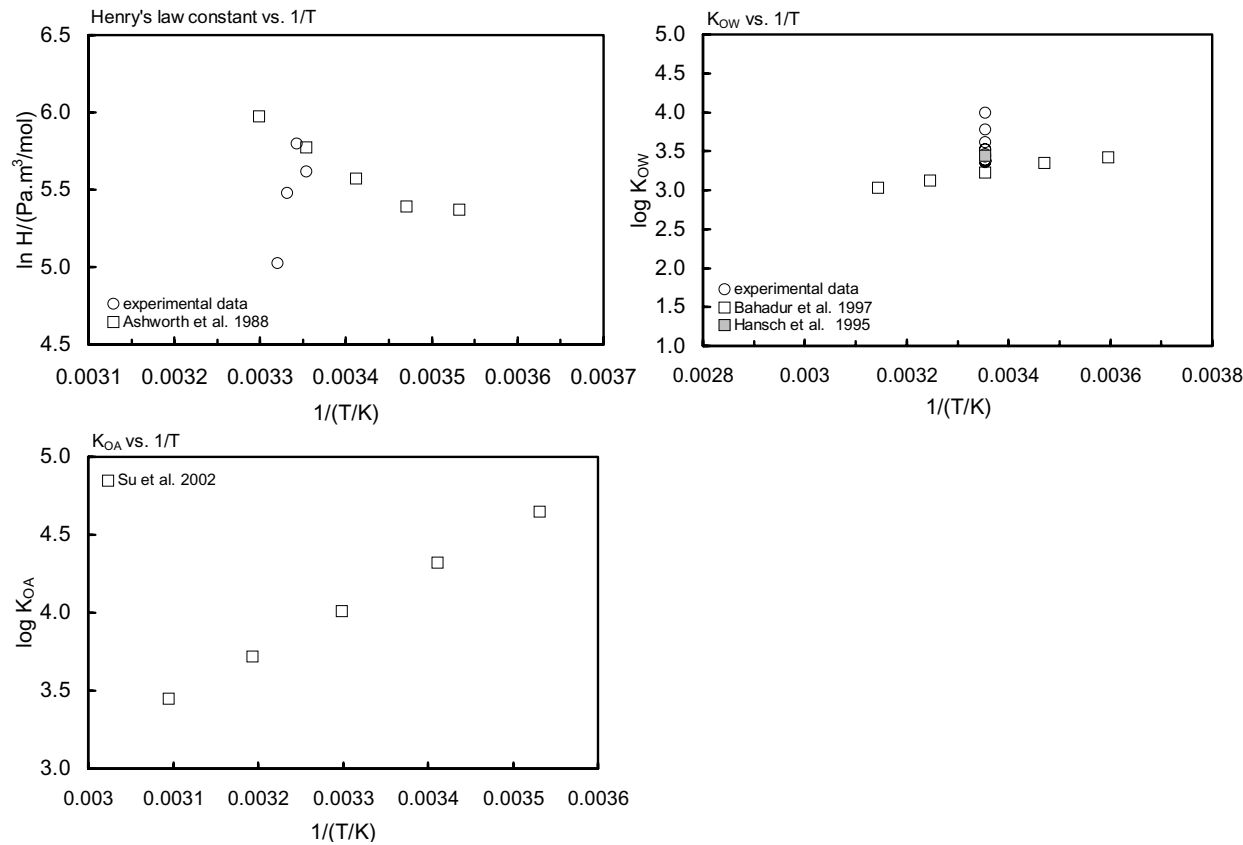 Henry's law constant vs. 1/T
6.5
6.0
5.5
5.0
4.5
ln H/(Pa.m³/mol)
experimental data
Ashworth et al. 1988
0.0031 0.0032 0.0033 0.0034 0.0035 0.0036 0.0037
1/(T/K)
K_OW vs. 1/T
5.0
4.5
4.0
3.5
3.0
2.5
2.0
1.5
1.0
log K_OW
experimental data
Bahadur et al. 1997
Hansch et al. 1995
0.0028 0.003 0.0032 0.0034 0.0036 0.0038
1/(T/K)
K_OA vs. 1/T
5.0
4.5
4.0
3.5
3.0
log K_OA
Su et al. 2002
0.003 0.0031 0.0032 0.0033 0.0034 0.0035 0.0036
1/(T/K)